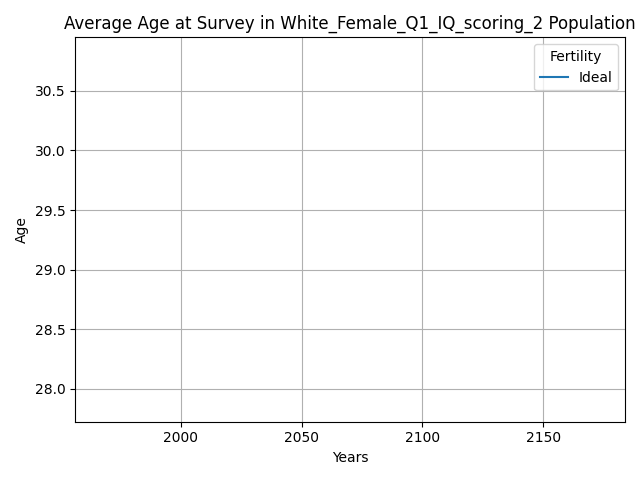 Average Age at Survey in White_Female_Q1_IQ_scoring_2 Population
Fertility
Ideal
30.5
30.0
29.5
29.0
28.5
28.0
Age
2000 2050 2100 2150
Years